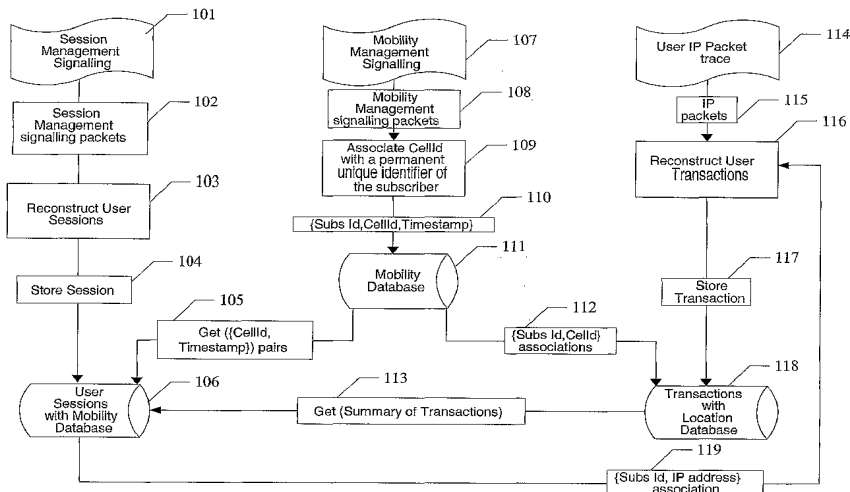 101
Session
Management
Signalling
102
Session
Management
signalling packets
103
Reconstruct User
Sessions
104
Store Session
105
Get ({CellId,
Timestamp}) pairs
106
User
Sessions
with Mobility
Database
107
Mobility
Management
Signalling
108
Mobility
Management
signalling packets
109
Associate CellId
with a permanent
unique identifier of
the subscriber
110
{Subs Id,CellId,Timestamp}
111
Mobility
Database
112
{Subs Id,CellId}
associations
113
Get (Summary of Transactions)
114
User IP Packet
trace
115
IP
packets
116
Reconstruct User
Transactions
117
Store
Transaction
118
Transactions
with
Location
Database
119
{Subs Id, IP address}
association